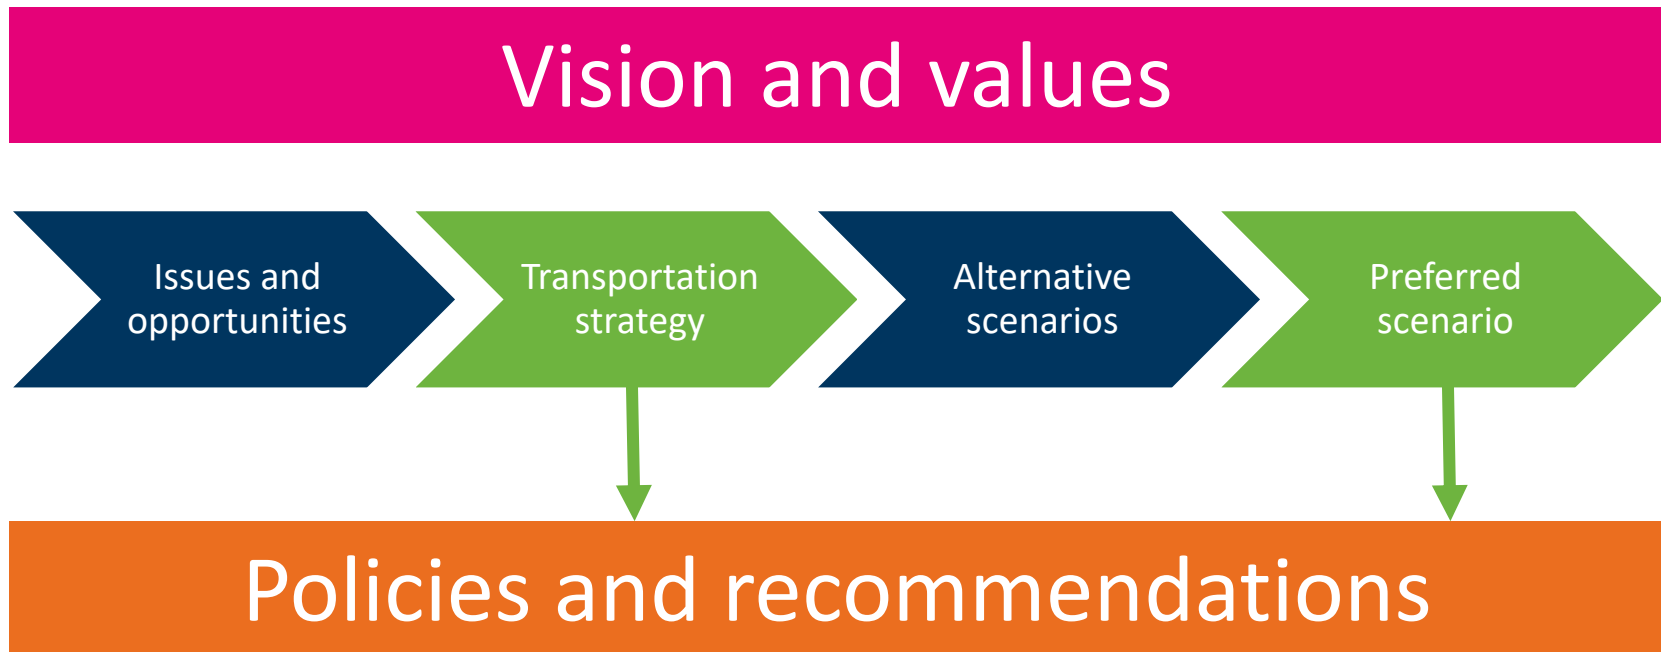 Vision and values
Issues and
opportunities
Transportation
strategy
Alternative
scenarios
Preferred
scenario
Policies and recommendations